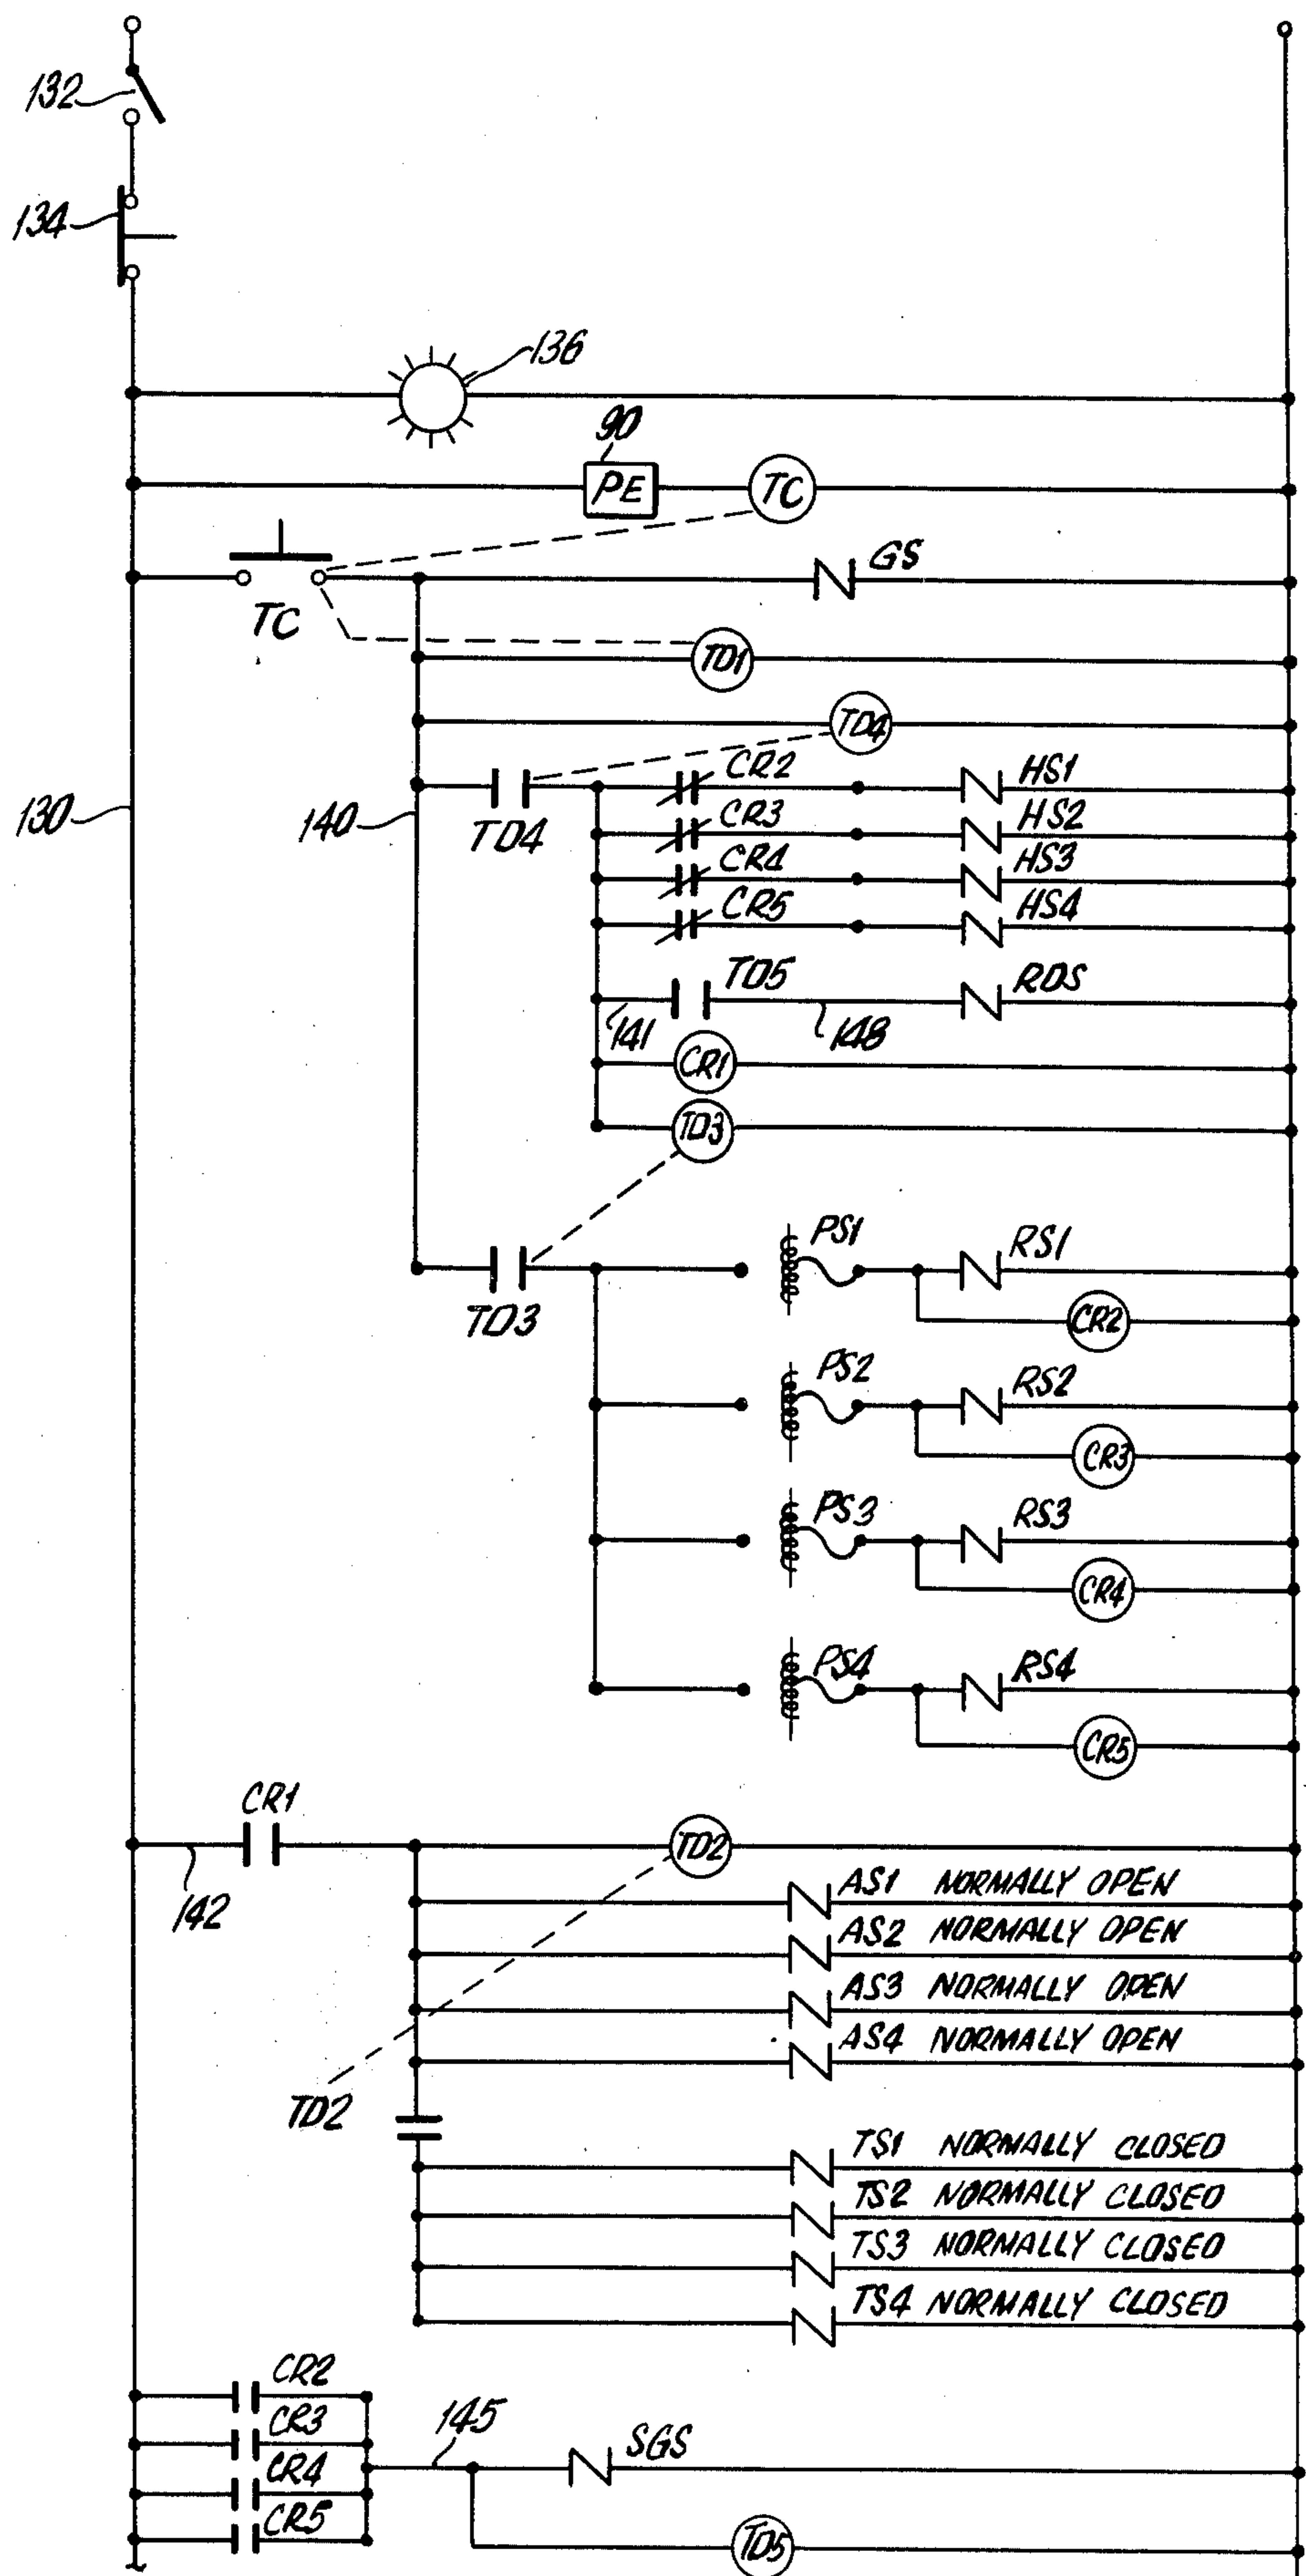 132
134
136
90
PE
TC
TC
GS
TD1
TD4
130
140
TD4
CR2
HS1
CR3
HS2
CR4
HS3
CR5
HS4
TD5
RDS
141
148
CR1
TD3
TD3
PS1
RS1
CR2
PS2
RS2
CR3
PS3
RS3
CR4
PS4
RS4
CR5
CR1
142
TD2
AS1 NORMALLY OPEN
AS2 NORMALLY OPEN
AS3 NORMALLY OPEN
AS4 NORMALLY OPEN
TD2
TS1 NORMALLY CLOSED
TS2 NORMALLY CLOSED
TS3 NORMALLY CLOSED
TS4 NORMALLY CLOSED
CR2
CR3
CR4
CR5
145
SGS
TD5